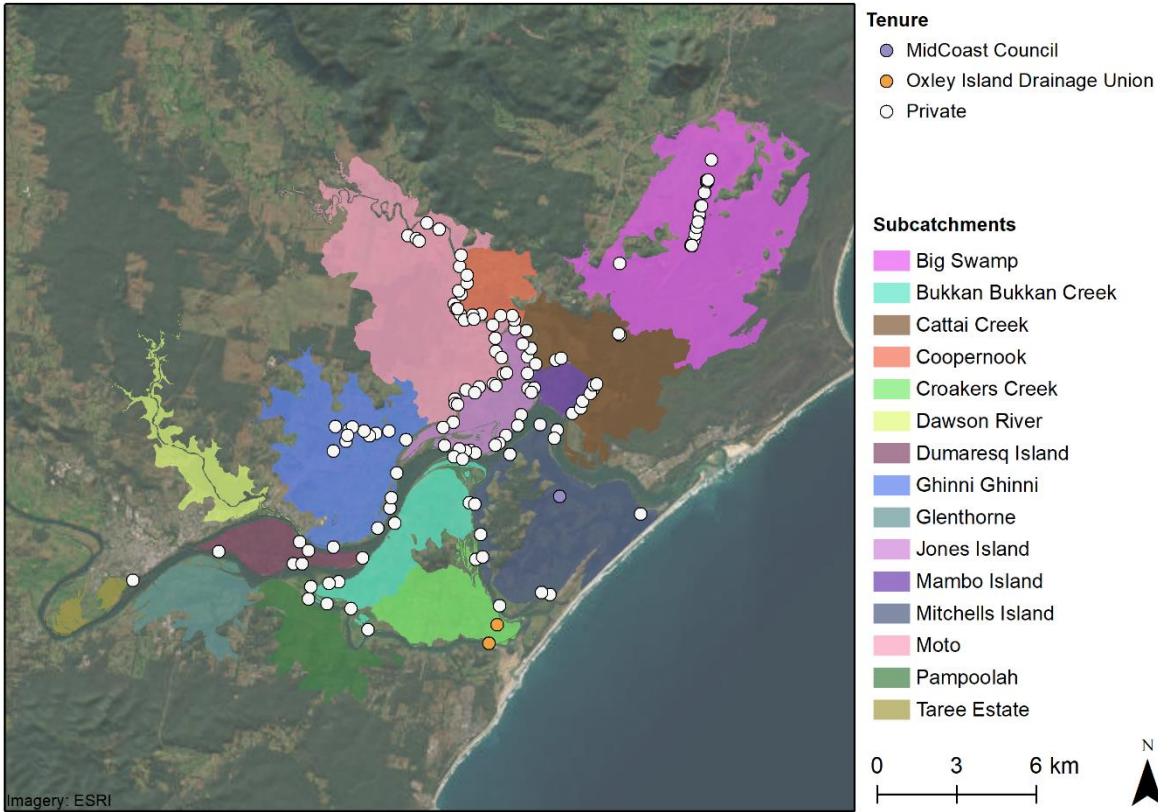 Tenure
MidCoast Council
Oxley Island Drainage Union
Private
Subcatchments
Big Swamp
Bukkan Bukkan Creek
Cattai Creek
Coopernook
Croakers Creek
Dawson River
Dumaresq Island
Ghinni Ghinni
Glenthorne
Jones Island
Mambo Island
Mitchells Island
Moto
Pampoolah
Taree Estate
N
0 3 6 km
Imagery: ESRI